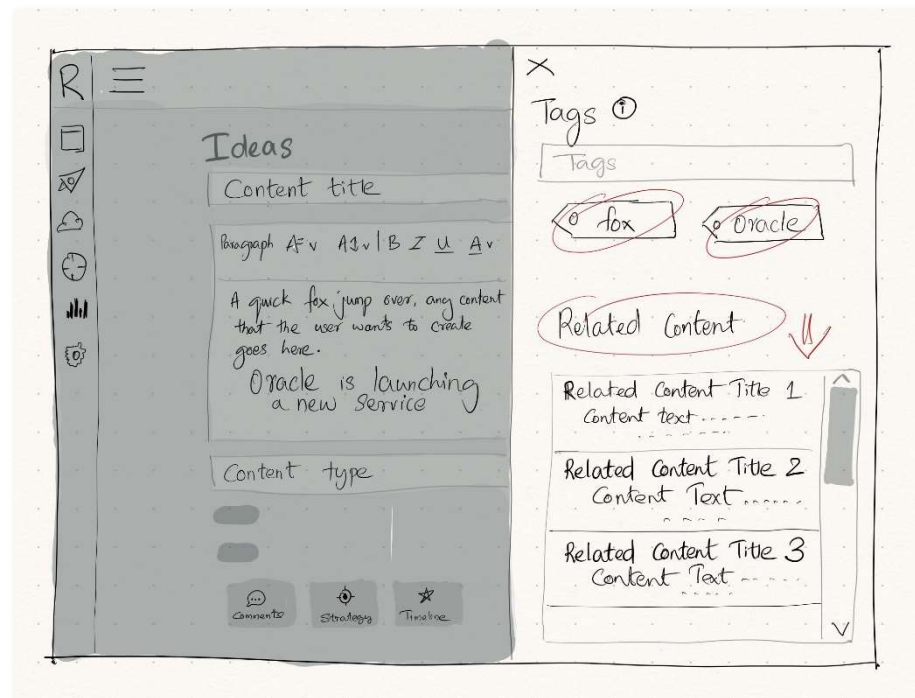 R
Ideas
Content title
Paragraph A v A1 v | B I U A v
A quick fox, jump over, any content
that the user wants to create
goes here.
Oracle is launching
a new Service
Content type
Comments
Strategy
Timeline
X
Tags i
Tags
fox
Oracle
Related Content
Related Content Title 1
Content text ......
Related Content Title 2
Content Text ......
Related Content Title 3
Content Text ----